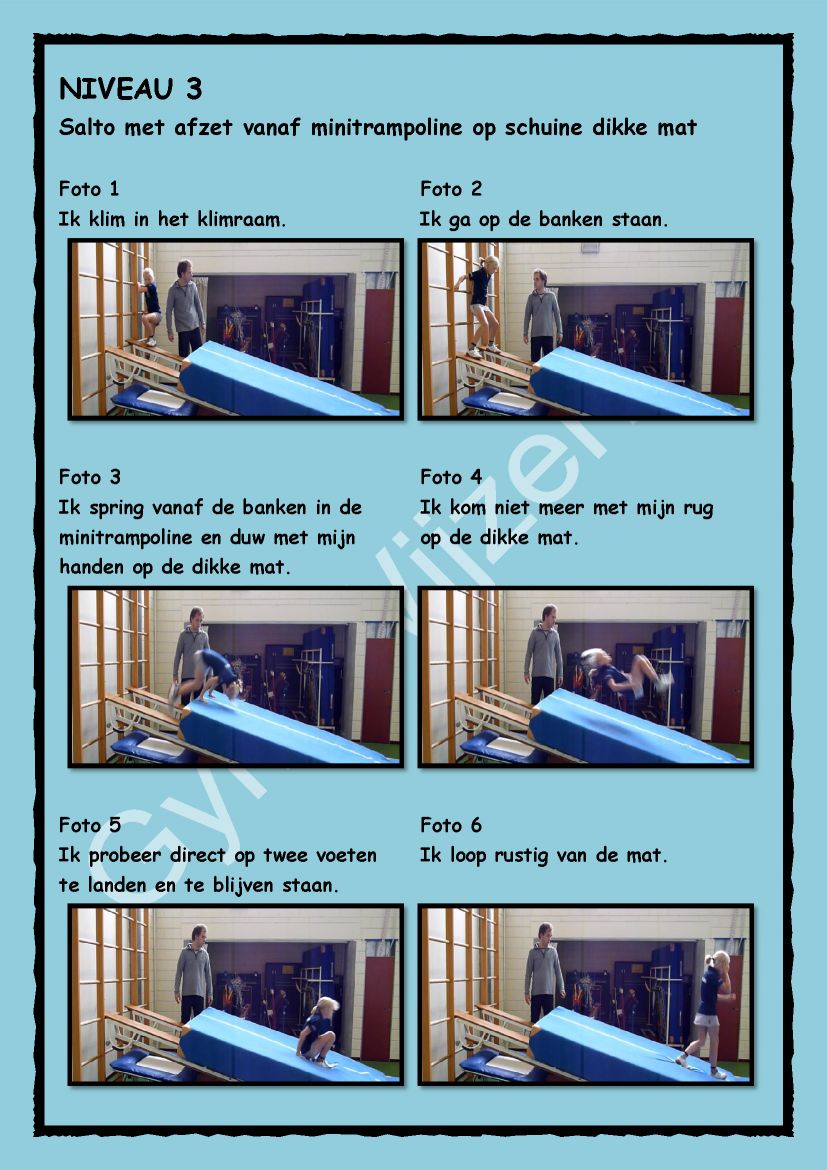 NIVEAU 3
Salto met afzet vanaf minitrampoline op schuine dikke mat
Foto 1
Ik klim in het klimraam.
Foto 2
Ik ga op de banken staan.
Foto 3
Ik spring vanaf de banken in de
minitrampoline en duw met mijn
handen op de dikke mat.
Foto 4
Ik kom niet meer met mijn rug
op de dikke mat.
Foto 5
Ik probeer direct op twee voeten
te landen en te blijven staan.
Foto 6
Ik loop rustig van de mat.